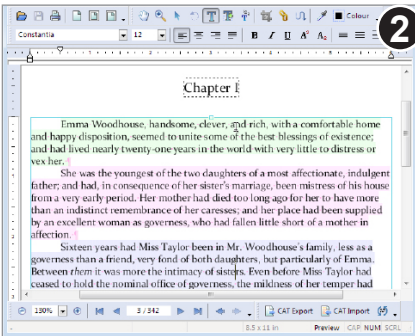 Colour
2
Constantia
12
B I U
Chapter I
Emma Woodhouse, handsome, clever, and rich, with a comfortable home
and happy disposition, seemed to unite some of the best blessings of existence;
and had lived nearly twenty-one years in the world with very little to distress or
vex her.
She was the youngest of the two daughters of a most affectionate, indulgent
father; and had, in consequence of her sister's marriage, been mistress of his house
from a very early period. Her mother had died too long ago for her to have more
than an indistinct remembrance of her caresses; and her place had been supplied
by an excellent woman as governess, who had fallen little short of a mother in
affection.
Sixteen years had Miss Taylor been in Mr. Woodhouse's family, less as a
governess than a friend, very fond of both daughters, but particularly of Emma.
Between them it was more the intimacy of sisters. Even before Miss Taylor had
ceased to hold the nominal office of governess, the mildness of her temper had
130% 3 / 342 CAT Export CAT Import
8.5 x 11 in Preview CAP NUM SCRL